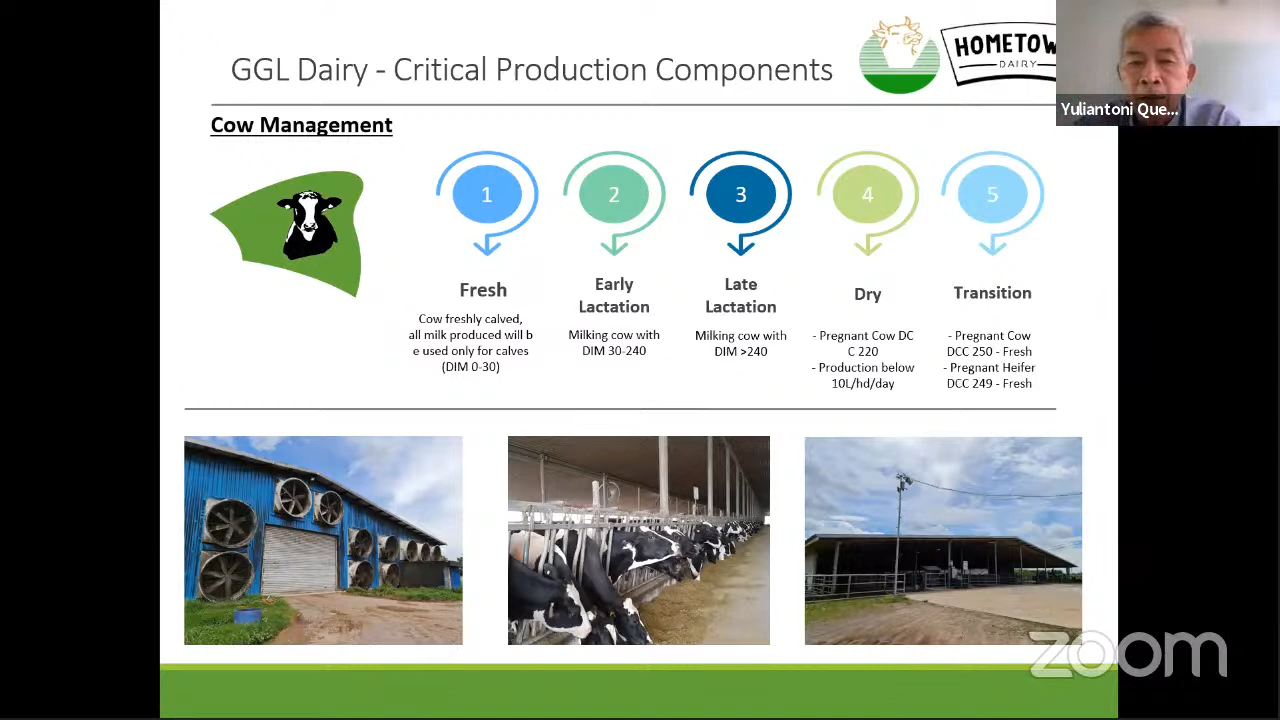 GGL Dairy - Critical Production Components
HOMETOW
DAIRY
Yuliantoni Que...
Cow Management
1
2
3
4
5
Fresh
Cow freshly calved,
all milk produced will b
e used only for calves
(DIM 0-30)
Early
Lactation
Milking cow with
DIM 30-240
Late
Lactation
Milking cow with
DIM >240
Dry
- Pregnant Cow DC
C 220
- Production below
10L/hd/day
Transition
- Pregnant Cow
DCC 250 - Fresh
- Pregnant Heifer
DCC 249 - Fresh
zoom